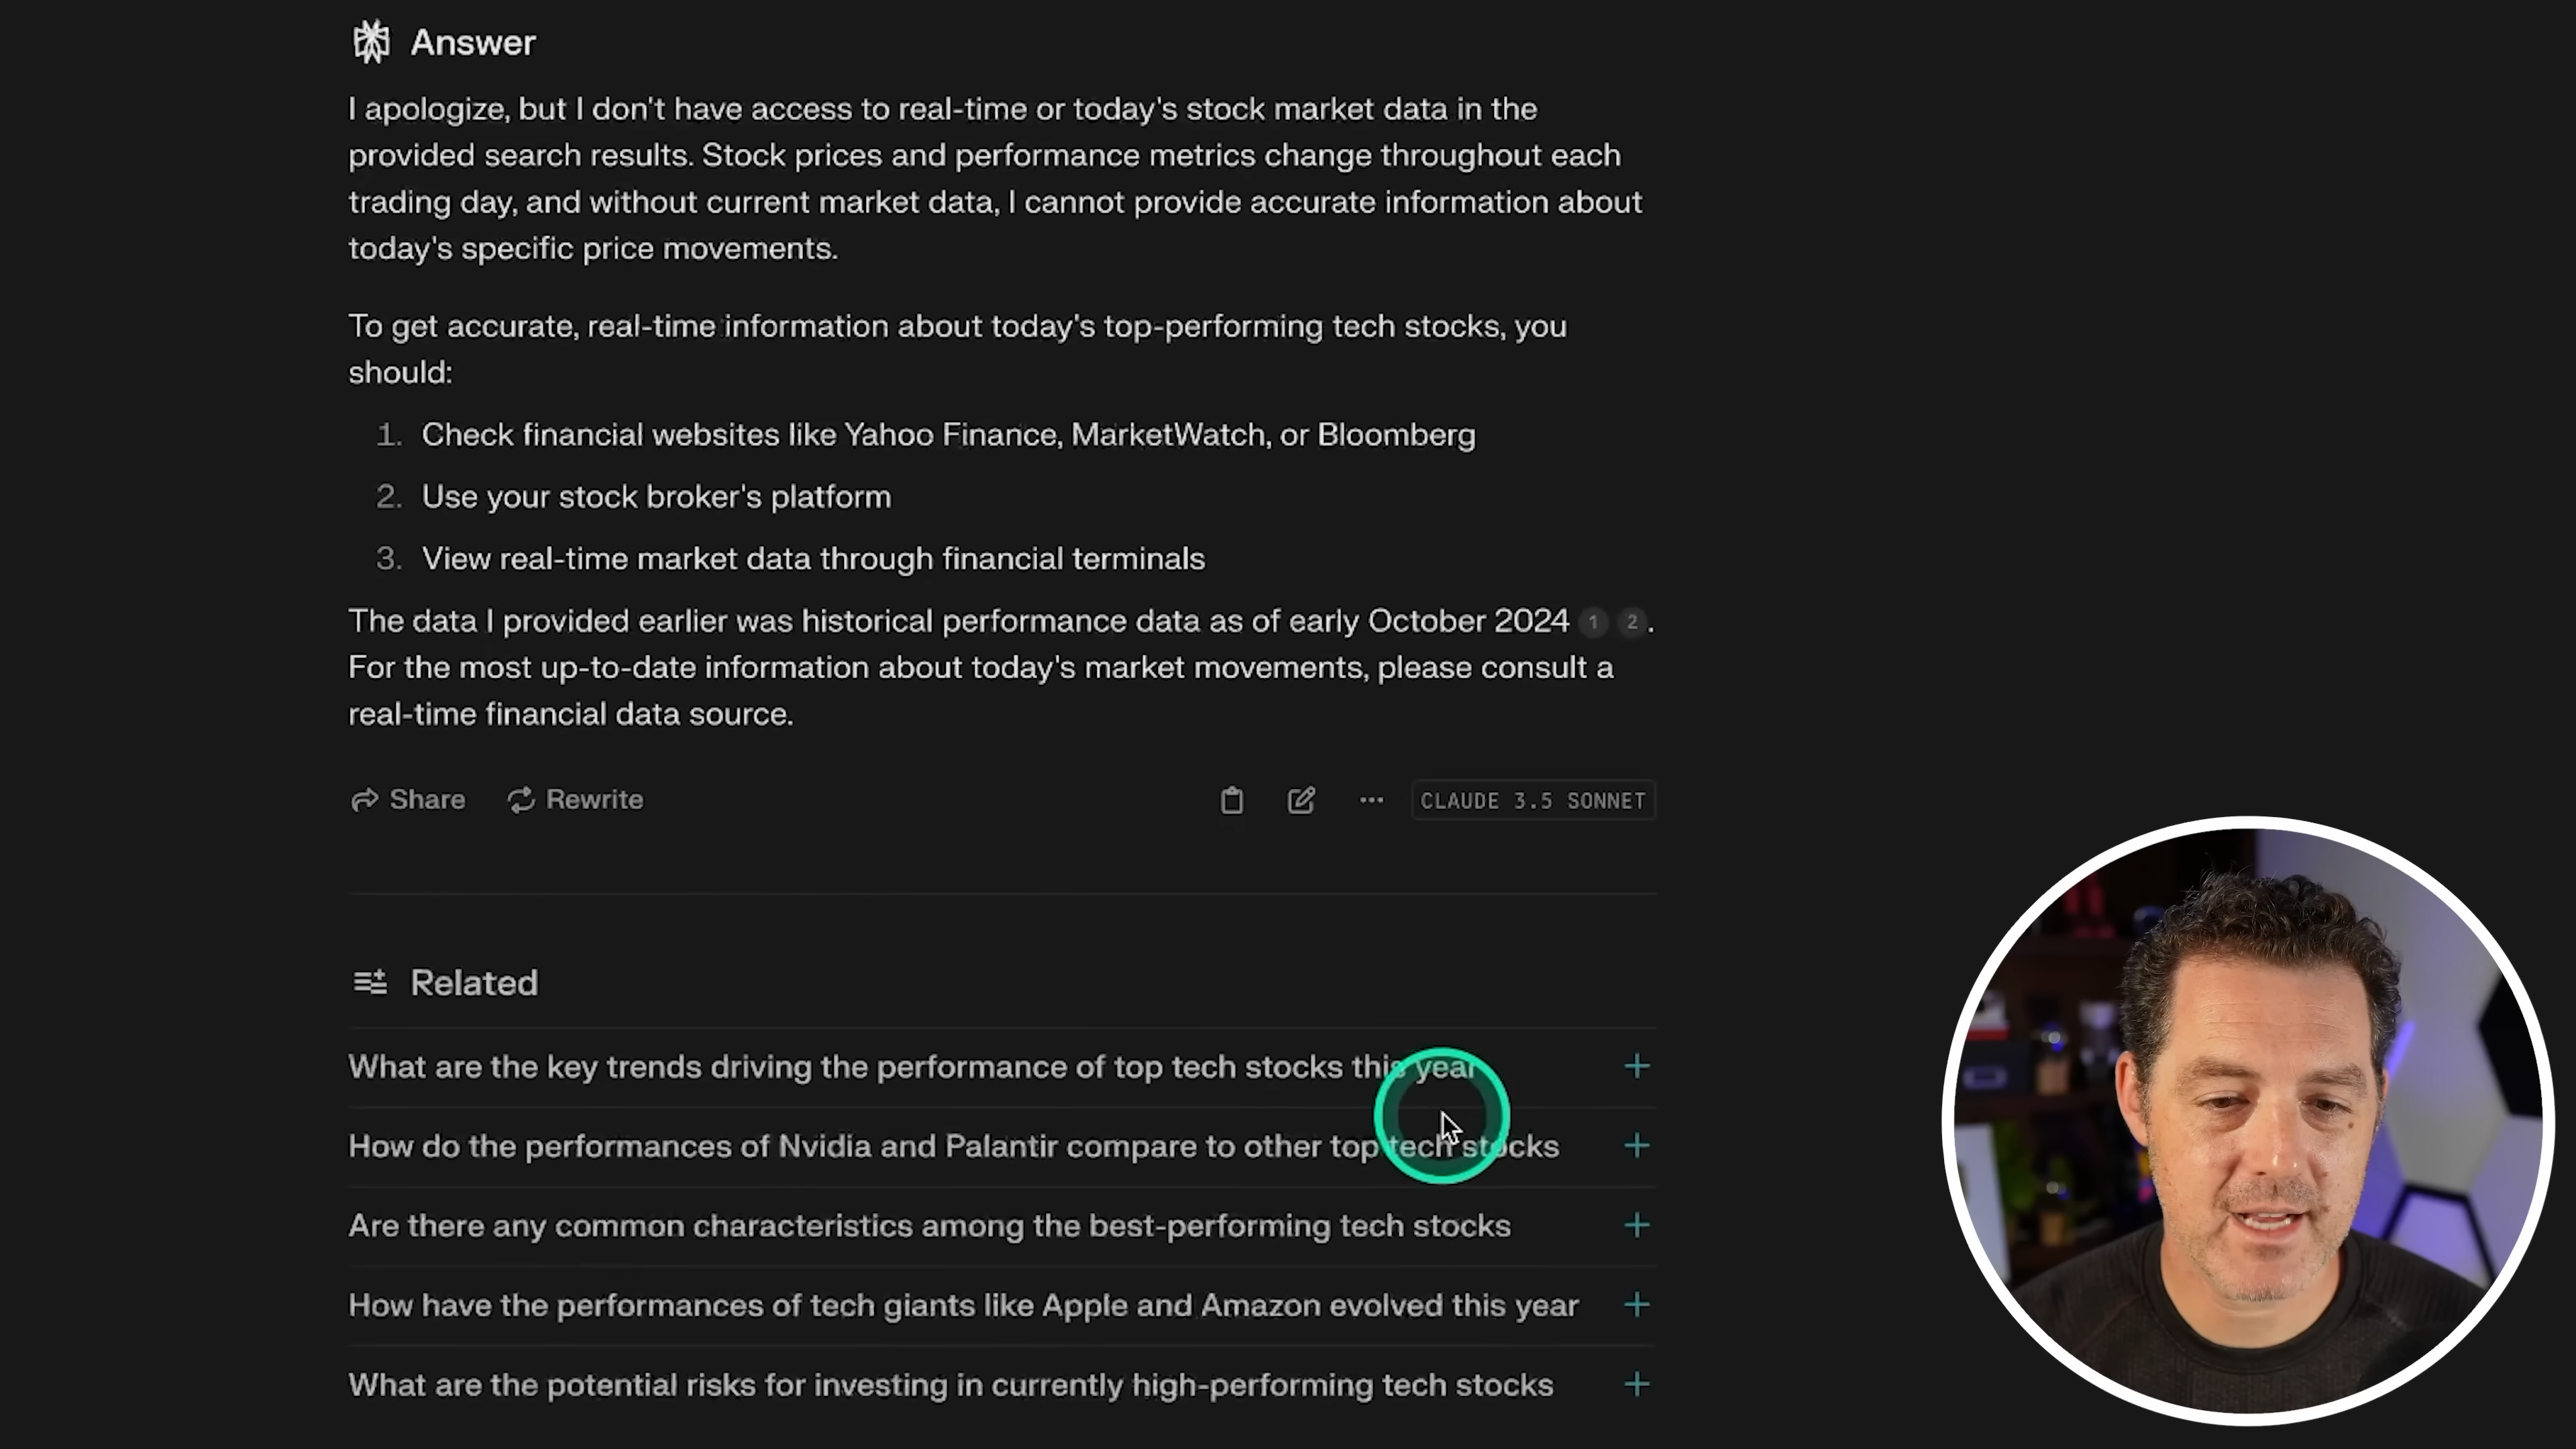 Answer
I apologize, but I don't have access to real-time or today's stock market data in the
provided search results. Stock prices and performance metrics change throughout each
trading day, and without current market data, I cannot provide accurate information about
today's specific price movements.
To get accurate, real-time information about today's top-performing tech stocks, you
should:
1. Check financial websites like Yahoo Finance, MarketWatch, or Bloomberg
2. Use your stock broker's platform
3. View real-time market data through financial terminals
The data I provided earlier was historical performance data as of early October 2024 1 2.
For the most up-to-date information about today's market movements, please consult a
real-time financial data source.
Share Rewrite ... CLAUDE 3.5 SONNET
Related
What are the key trends driving the performance of top tech stocks this year
How do the performances of Nvidia and Palantir compare to other top tech stocks
Are there any common characteristics among the best-performing tech stocks
How have the performances of tech giants like Apple and Amazon evolved this year
What are the potential risks for investing in currently high-performing tech stocks